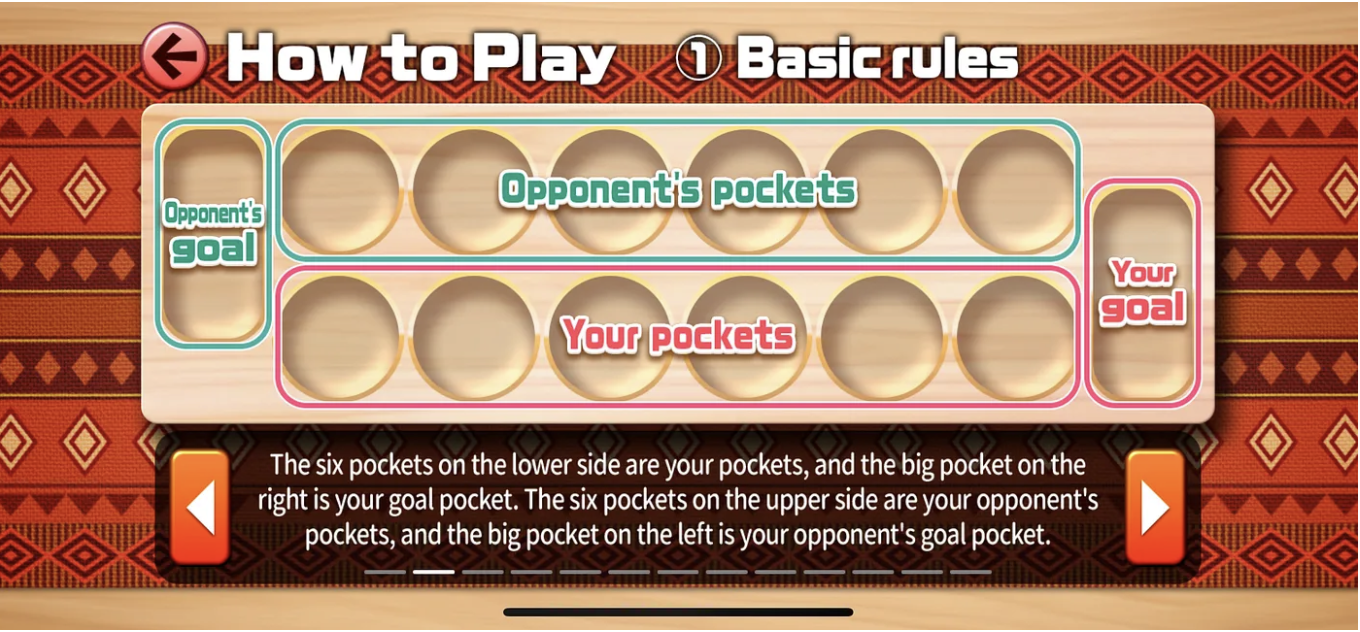 How to Play ① Basic rules
Opponent's
goal
Opponent's pockets
Your pockets
Your
goal
The six pockets on the lower side are your pockets, and the big pocket on the
right is your goal pocket. The six pockets on the upper side are your opponent's
pockets, and the big pocket on the left is your opponent's goal pocket.